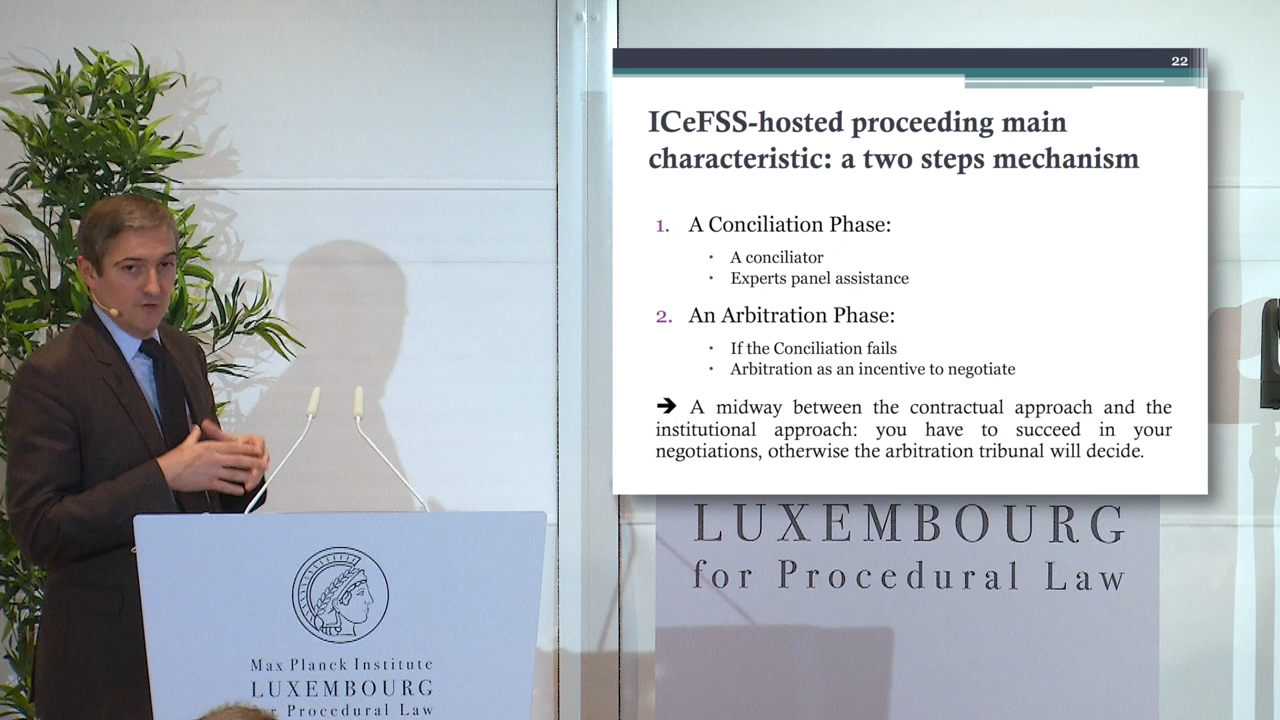 22
ICeFSS-hosted proceeding main
characteristic: a two steps mechanism
1. A Conciliation Phase:
• A conciliator
• Experts panel assistance
2. An Arbitration Phase:
• If the Conciliation fails
• Arbitration as an incentive to negotiate
➔ A midway between the contractual approach and the
institutional approach: you have to succeed in your
negotiations, otherwise the arbitration tribunal will decide.
LUXEMBOURG
for Procedural Law
Max Planck Institute
LUXEMBOURG
for Procedural Law